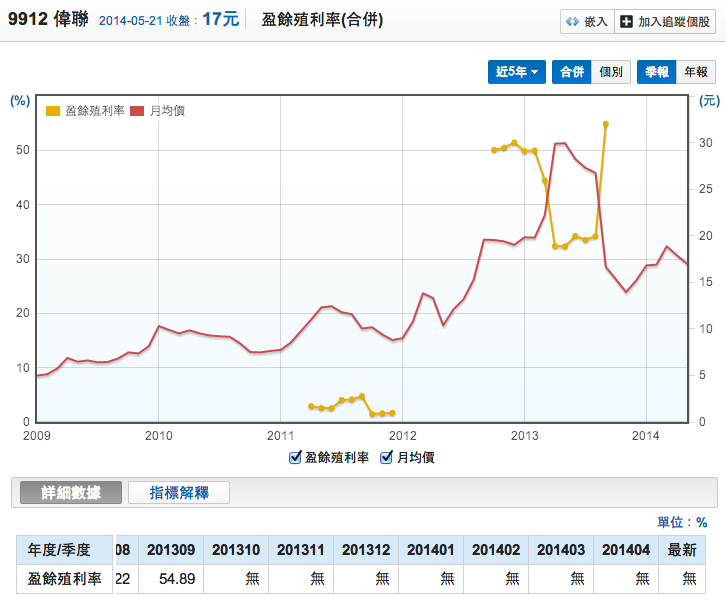 9912 偉聯 2014-05-21 收盤：17元 盈餘殖利率(合併) 嵌入 加入追蹤個股
近5年 合併 個別 季報 年報
(%) (元)
盈餘殖利率 月均價
50 40 30 20 10 0
30 25 20 15 10 5 0
2009 2010 2011 2012 2013 2014
盈餘殖利率 月均價
詳細數據 指標解釋
單位：%
年度/季度 08 201309 201310 201311 201312 201401 201402 201403 201404 最新
盈餘殖利率 22 54.89 無 無 無 無 無 無 無 無